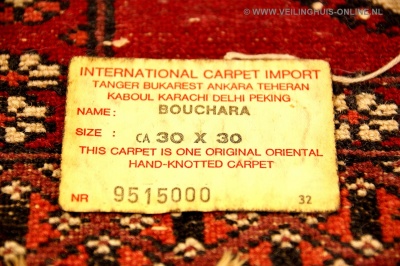 © WWW.VEILINGHUIS-ONLINE.NL
INTERNATIONAL CARPET IMPORT
TANGER BUKAREST ANKARA TEHERAN
KABOUL KARACHI DELHI PEKING
NAME: BOUCHARA
SIZE : CA 30 X 30
THIS CARPET IS ONE ORIGINAL ORIENTAL
HAND-KNOTTED CARPET
NR 9515000 32